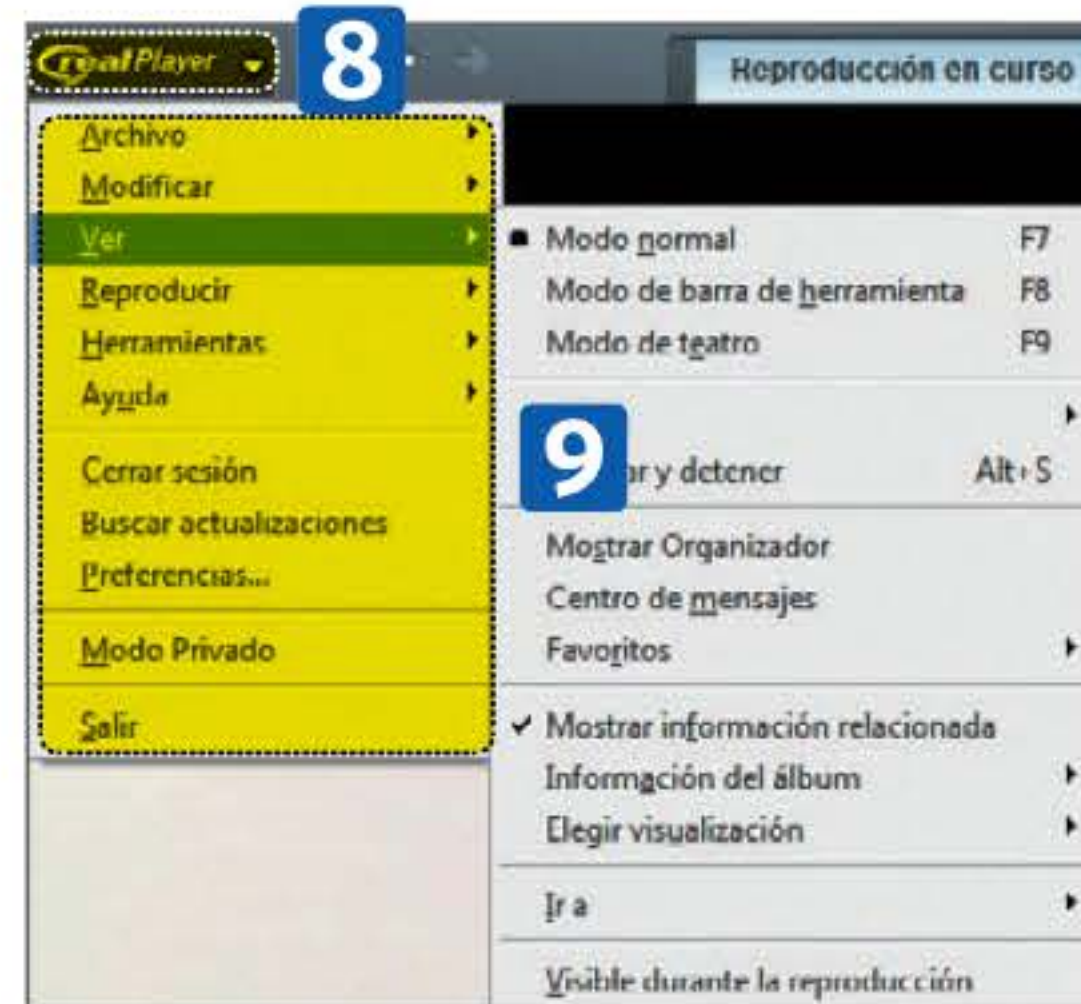 realPlayer
8
Reproducción en curso
Archivo
Modificar
Ver
Reproducir
Herramientas
Ayuda
Cerrar sesión
Buscar actualizaciones
Preferencias...
Modo Privado
Salir
Modo normal F7
Modo de barra de herramienta F8
Modo de teatro F9
9
y detener Alt+S
Mostrar Organizador
Centro de mensajes
Favoritos
Mostrar información relacionada
Información del álbum
Elegir visualización
Ir a
Visible durante la reproducción